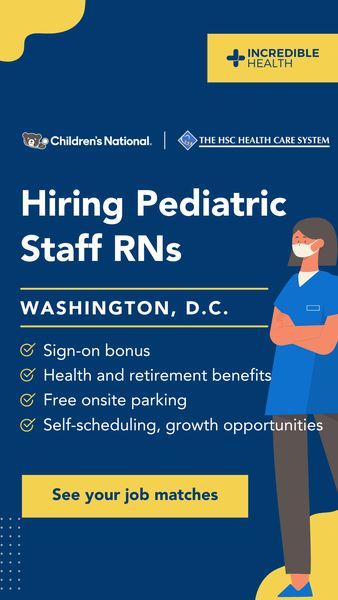 INCREDIBLE
HEALTH
Children's National.
THE HSC HEALTH CARE SYSTEM
Hiring Pediatric
Staff RNs
WASHINGTON, D.C.
Sign-on bonus
Health and retirement benefits
Free onsite parking
Self-scheduling, growth opportunities
See your job matches